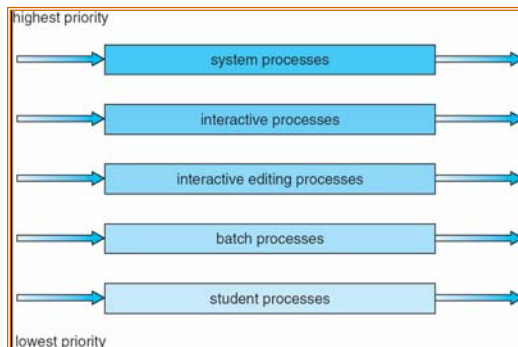 highest priority
system processes
interactive processes
interactive editing processes
batch processes
student processes
lowest priority